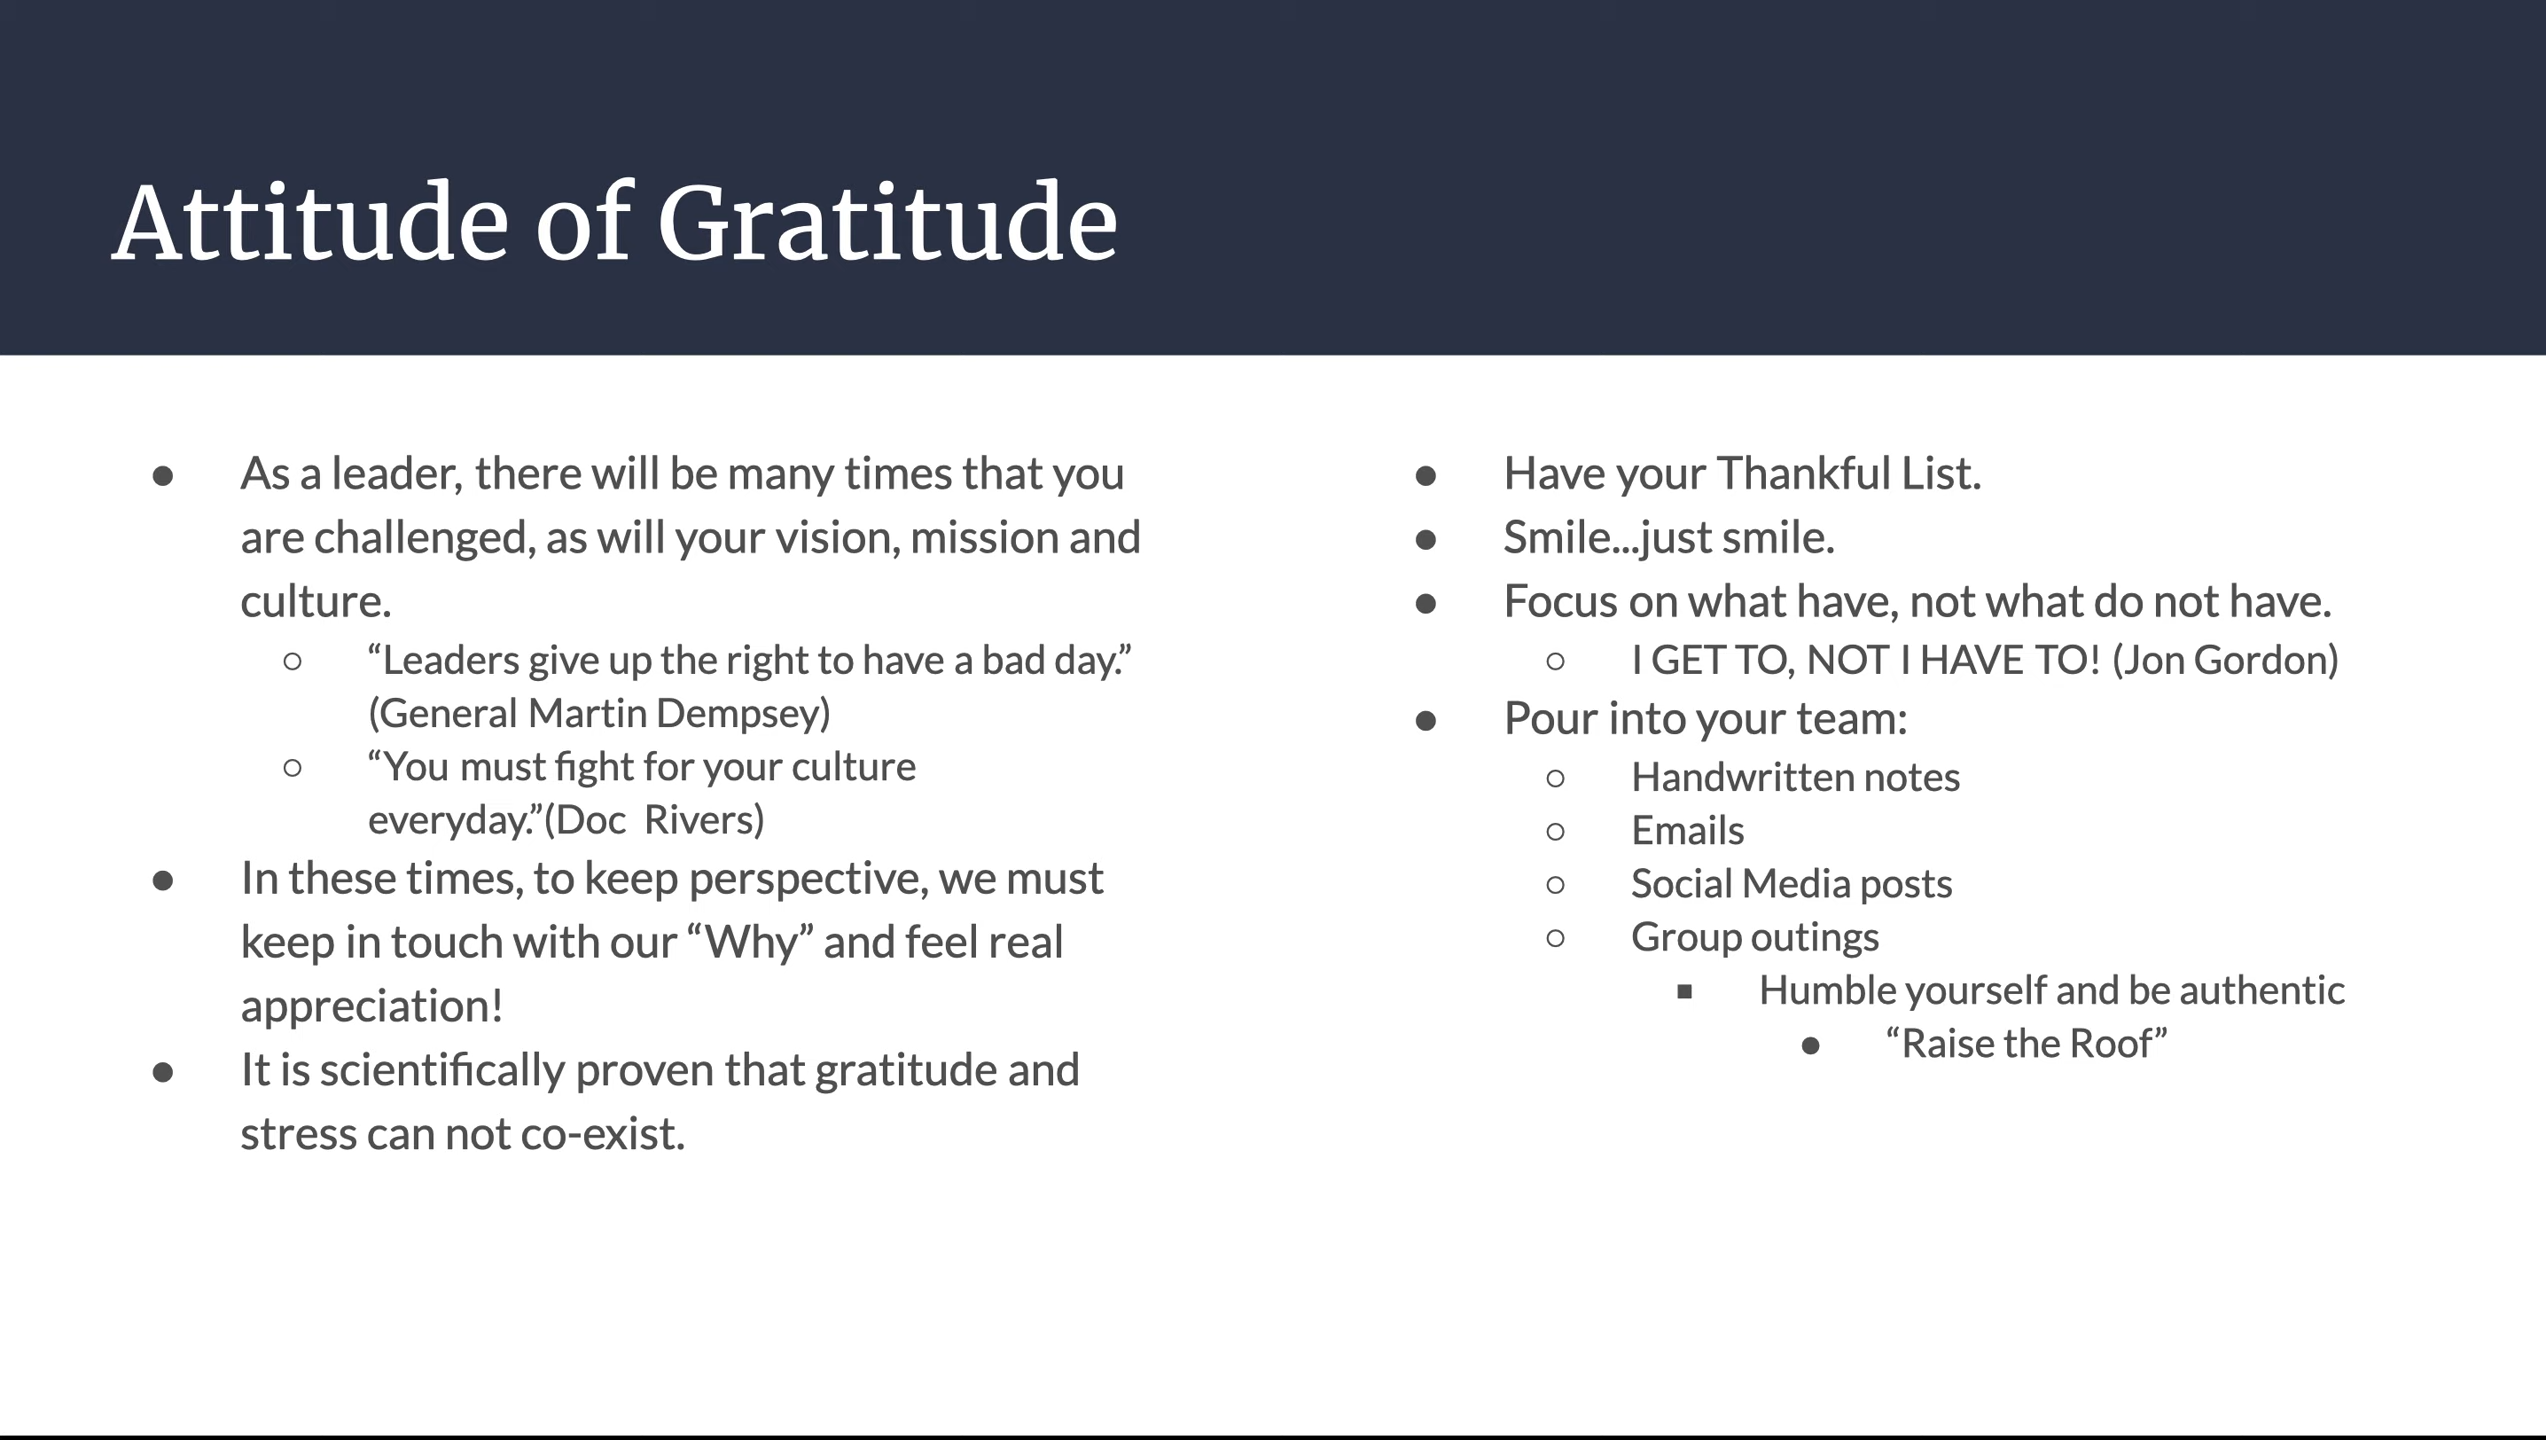 Attitude of Gratitude
● As a leader, there will be many times that you
are challenged, as will your vision, mission and
culture.
○ “Leaders give up the right to have a bad day.”
(General Martin Dempsey)
○ “You must fight for your culture
everyday.”(Doc  Rivers)
● In these times, to keep perspective, we must
keep in touch with our “Why” and feel real
appreciation!
● It is scientifically proven that gratitude and
stress can not co-exist.
● Have your Thankful List.
● Smile...just smile.
● Focus on what have, not what do not have.
○ I GET TO, NOT I HAVE TO! (Jon Gordon)
● Pour into your team:
○ Handwritten notes
○ Emails
○ Social Media posts
○ Group outings
■ Humble yourself and be authentic
● “Raise the Roof”